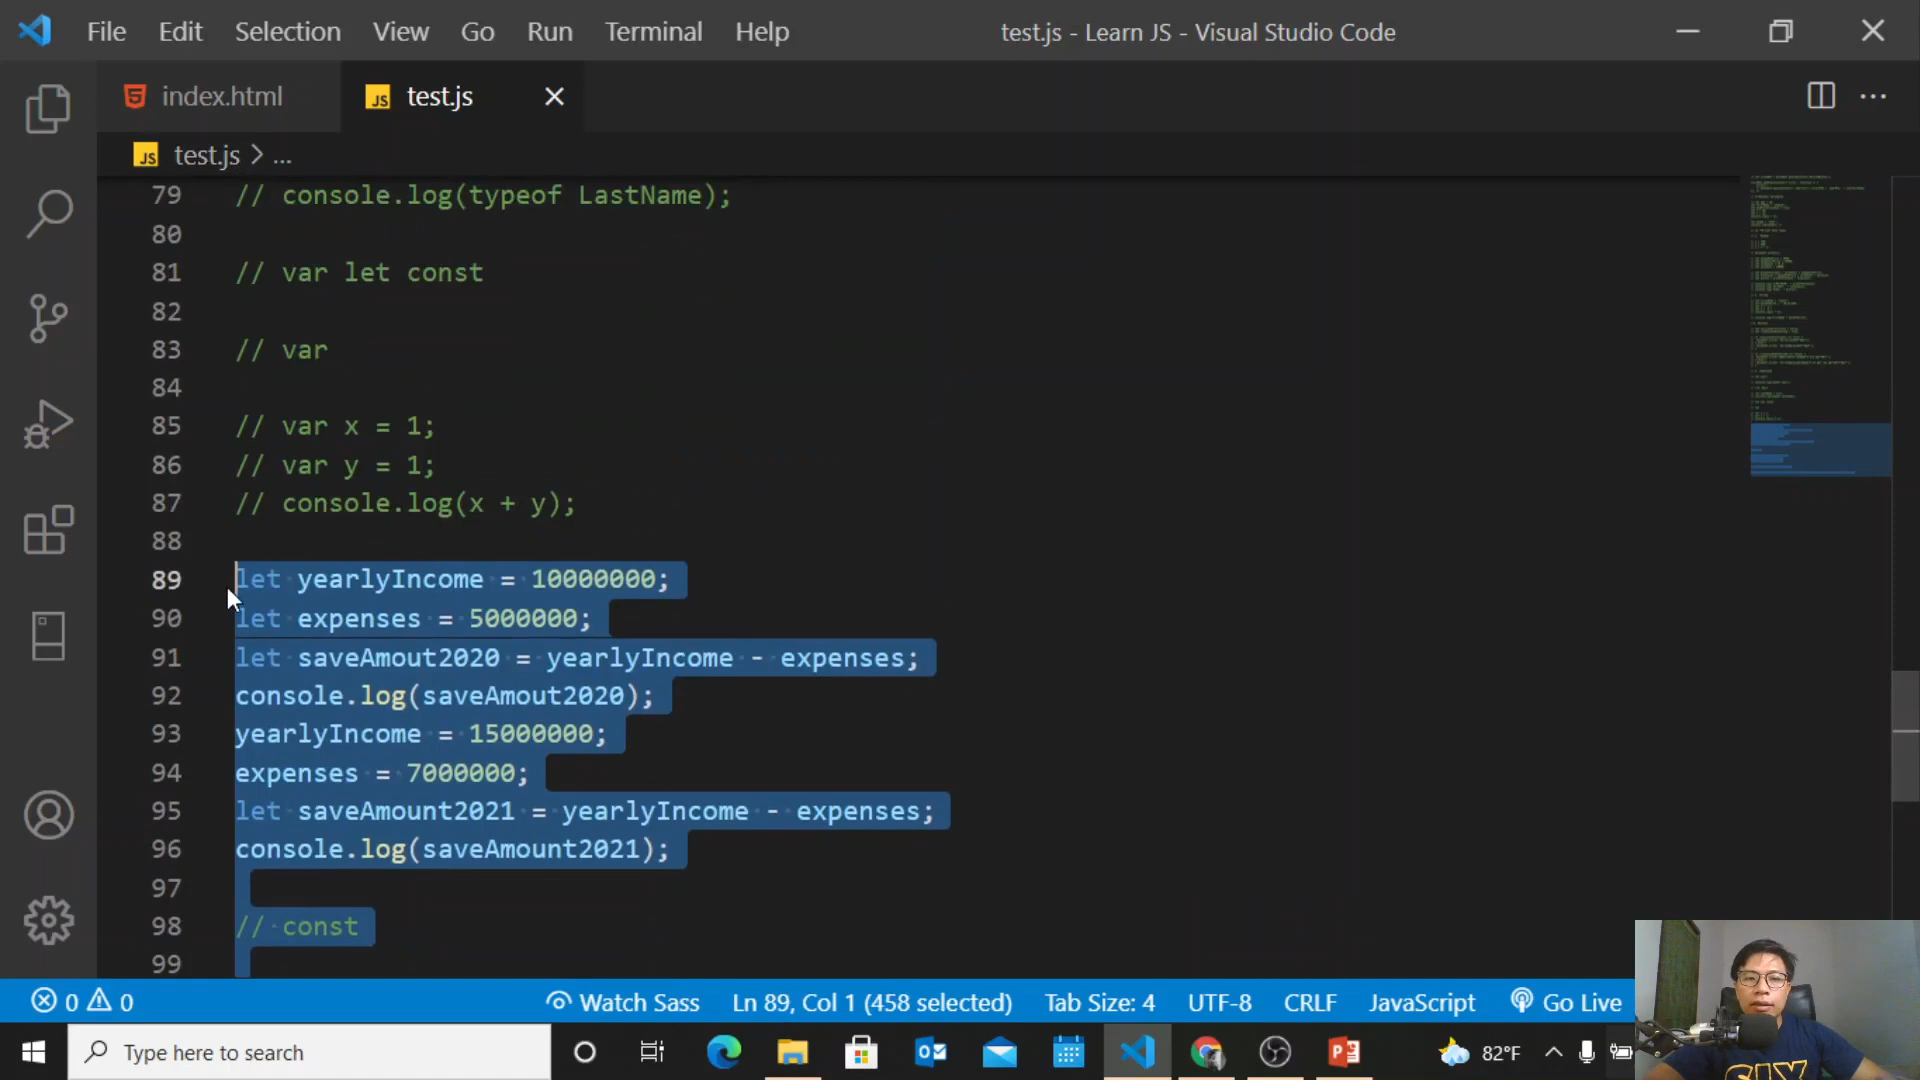 File Edit Selection View Go Run Terminal Help test.js - Learn JS - Visual Studio Code
index.html test.js
test.js > ...
79 // console.log(typeof LastName);
80
81 // var let const
82
83 // var
84
85 // var x = 1;
86 // var y = 1;
87 // console.log(x + y);
88
89 let yearlyIncome = 10000000;
90 let expenses = 5000000;
91 let saveAmout2020 = yearlyIncome - expenses;
92 console.log(saveAmout2020);
93 yearlyIncome = 15000000;
94 expenses = 7000000;
95 let saveAmount2021 = yearlyIncome - expenses;
96 console.log(saveAmount2021);
97
98 // const
99
0 0 Watch Sass Ln 89, Col 1 (458 selected) Tab Size: 4 UTF-8 CRLF JavaScript Go Live
Type here to search 82°F